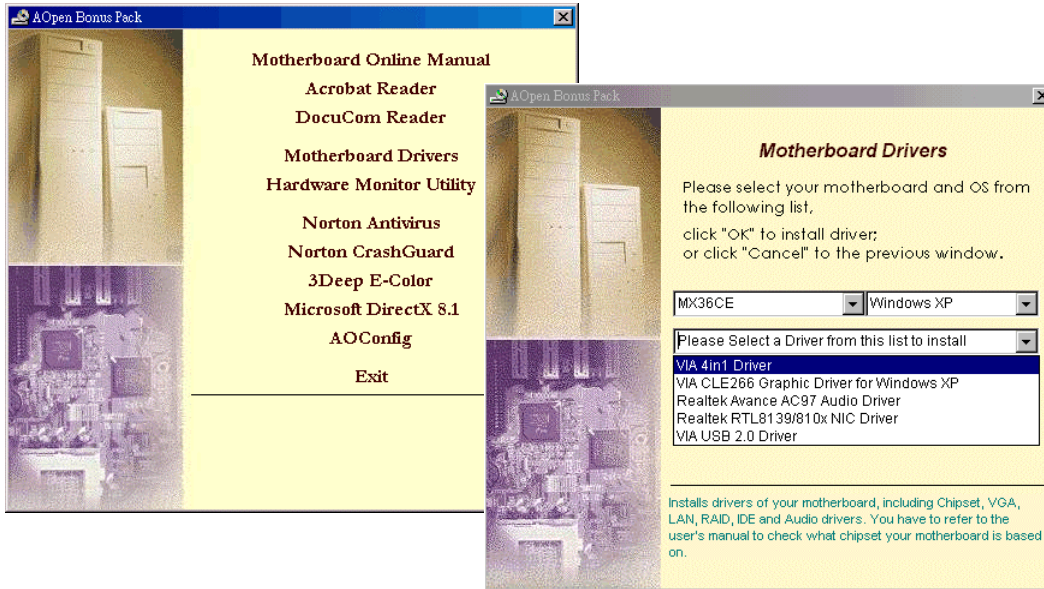 AOpen Bonus Pack
Motherboard Online Manual
Acrobat Reader
DocuCom Reader
Motherboard Drivers
Hardware Monitor Utility
Norton Antivirus
Norton CrashGuard
3Deep E-Color
Microsoft DirectX 8.1
AOConfig
Exit
AOpen Bonus Pack
Motherboard Drivers
Please select your motherboard and OS from
the following list,
click "OK" to install driver;
or click "Cancel" to the previous window.
MX36CE Windows XP
Please Select a Driver from this list to install
VIA 4in1 Driver
VIA CLE266 Graphic Driver for Windows XP
Realtek Avance AC97 Audio Driver
Realtek RTL8139/810x NIC Driver
VIA USB 2.0 Driver
Installs drivers of your motherboard, including Chipset, VGA,
LAN, RAID, IDE and Audio drivers. You have to refer to the
user's manual to check what chipset your motherboard is based
on.